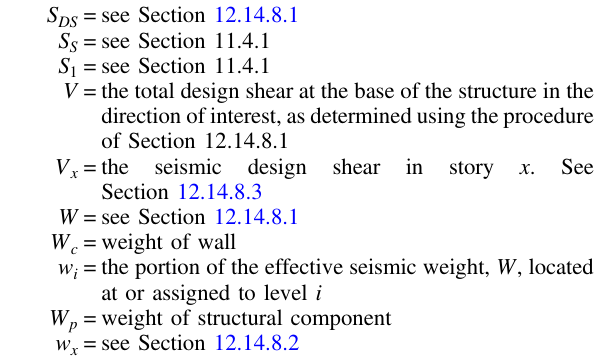 S_DS = see Section 12.14.8.1
S_S = see Section 11.4.1
S_1 = see Section 11.4.1
V = the total design shear at the base of the structure in the
direction of interest, as determined using the procedure
of Section 12.14.8.1
V_x = the seismic design shear in story x. See
Section 12.14.8.3
W = see Section 12.14.8.1
W_c = weight of wall
w_i = the portion of the effective seismic weight, W, located
at or assigned to level i
W_p = weight of structural component
w_x = see Section 12.14.8.2